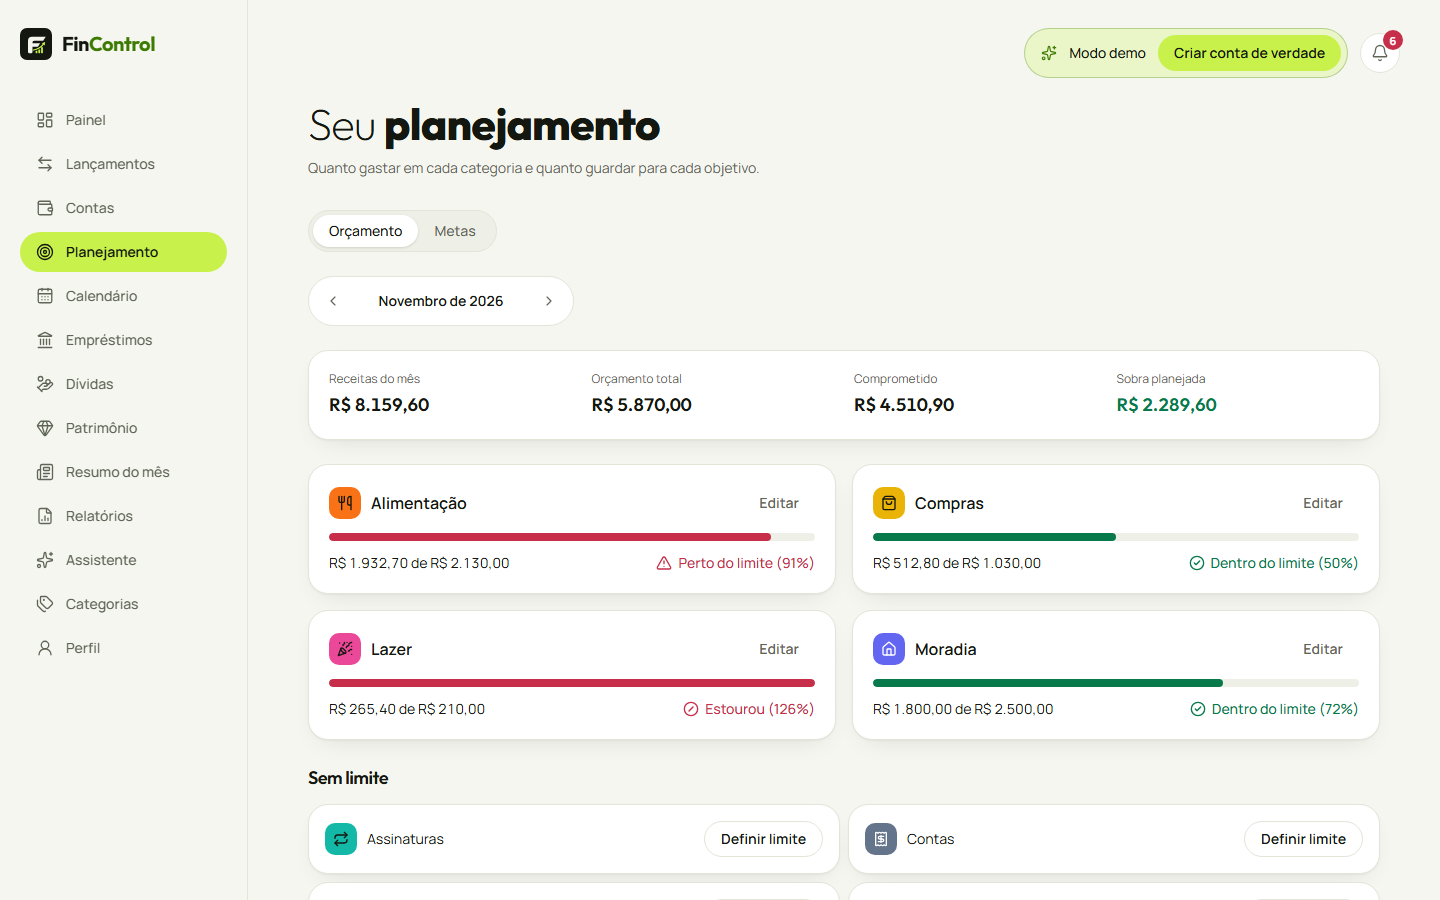 FinControl
Modo demo
Criar conta de verdade
6
Painel
Lançamentos
Contas
Planejamento
Calendário
Empréstimos
Dívidas
Patrimônio
Resumo do mês
Relatórios
Assistente
Categorias
Perfil
Seu planejamento
Quanto gastar em cada categoria e quanto guardar para cada objetivo.
Orçamento Metas
Novembro de 2026
Receitas do mês
R$ 8.159,60
Orçamento total
R$ 5.870,00
Comprometido
R$ 4.510,90
Sobra planejada
R$ 2.289,60
Alimentação
Editar
R$ 1.932,70 de R$ 2.130,00
Perto do limite (91%)
Compras
Editar
R$ 512,80 de R$ 1.030,00
Dentro do limite (50%)
Lazer
Editar
R$ 265,40 de R$ 210,00
Estourou (126%)
Moradia
Editar
R$ 1.800,00 de R$ 2.500,00
Dentro do limite (72%)
Sem limite
Assinaturas
Definir limite
Contas
Definir limite